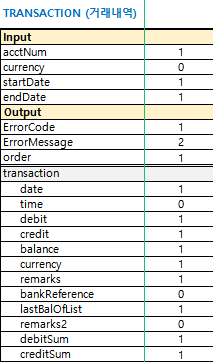 TRANSACTION (거래내역)
Input
acctNum 1
currency 0
startDate 1
endDate 1
Output
ErrorCode 1
ErrorMessage 2
order 1
transaction
date 1
time 0
debit 1
credit 1
balance 1
currency 1
remarks 1
bankReference 0
lastBalOfList 1
remarks2 0
debitSum 1
creditSum 1